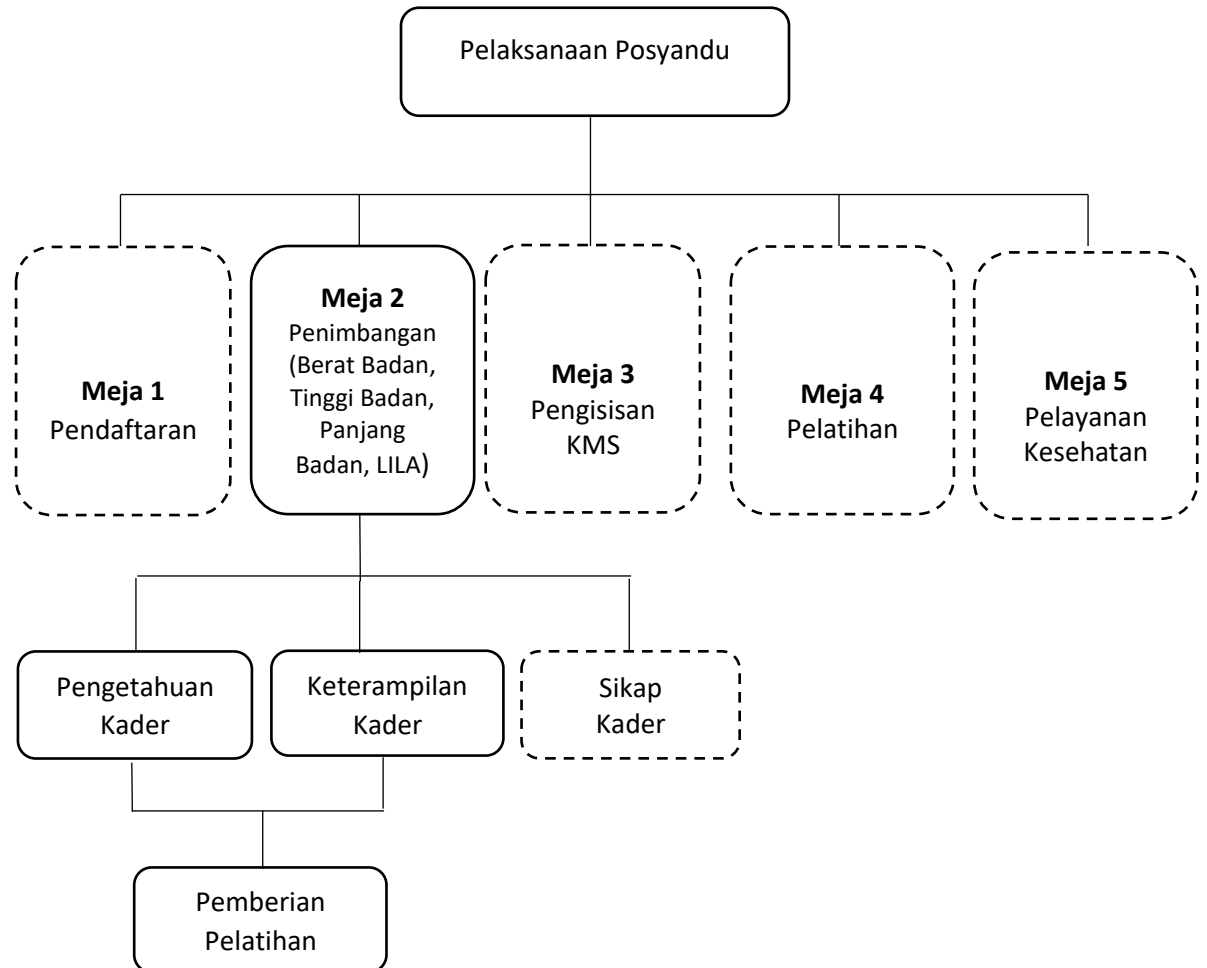 Pelaksanaan Posyandu
Meja 1
Pendaftaran
Meja 2
Penimbangan
(Berat Badan,
Tinggi Badan,
Panjang
Badan, LILA)
Meja 3
Pengisisan
KMS
Meja 4
Pelatihan
Meja 5
Pelayanan
Kesehatan
Pengetahuan
Kader
Keterampilan
Kader
Sikap
Kader
Pemberian
Pelatihan